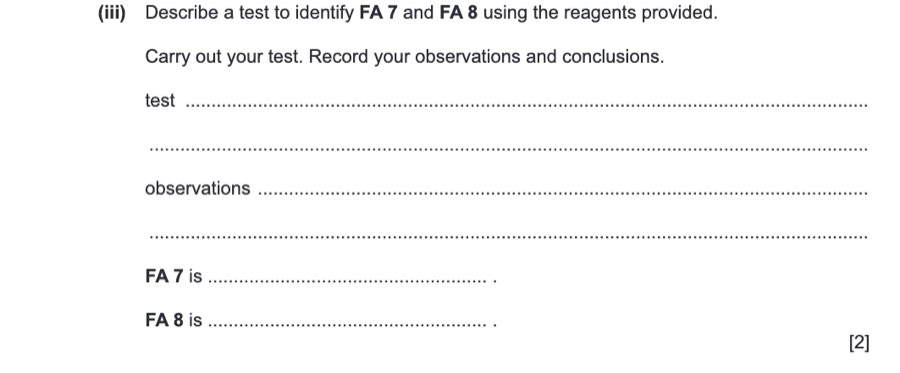 (iii) Describe a test to identify FA 7 and FA 8 using the reagents provided.
Carry out your test. Record your observations and conclusions.
test ................................................................................
................................................................................
observations ................................................................................
................................................................................
FA 7 is ..................................................... .
FA 8 is ..................................................... .
[2]